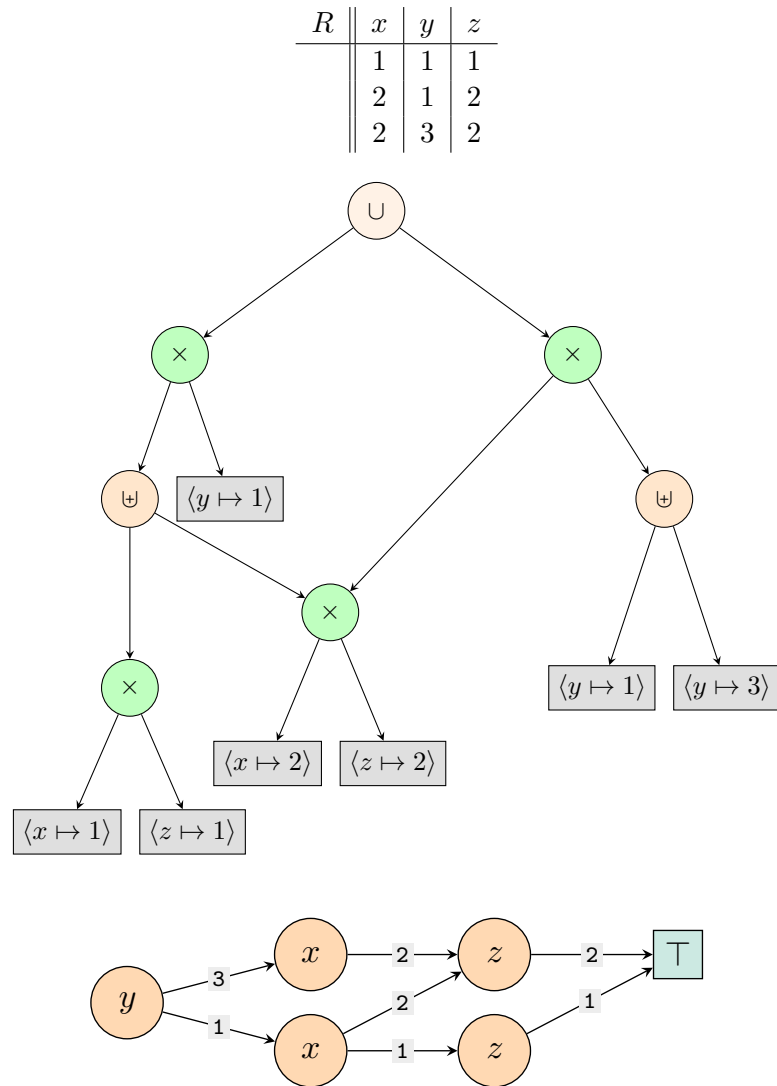 R x y z
1 1 1
2 1 2
2 3 2
∪
× ×
⊎ ⟨y ↦ 1⟩ ⊎
×
× ⟨y ↦ 1⟩ ⟨y ↦ 3⟩
⟨x ↦ 2⟩ ⟨z ↦ 2⟩
⟨x ↦ 1⟩ ⟨z ↦ 1⟩
x 2 z 2 ⊤
3
y 2 1
1
x 1 z